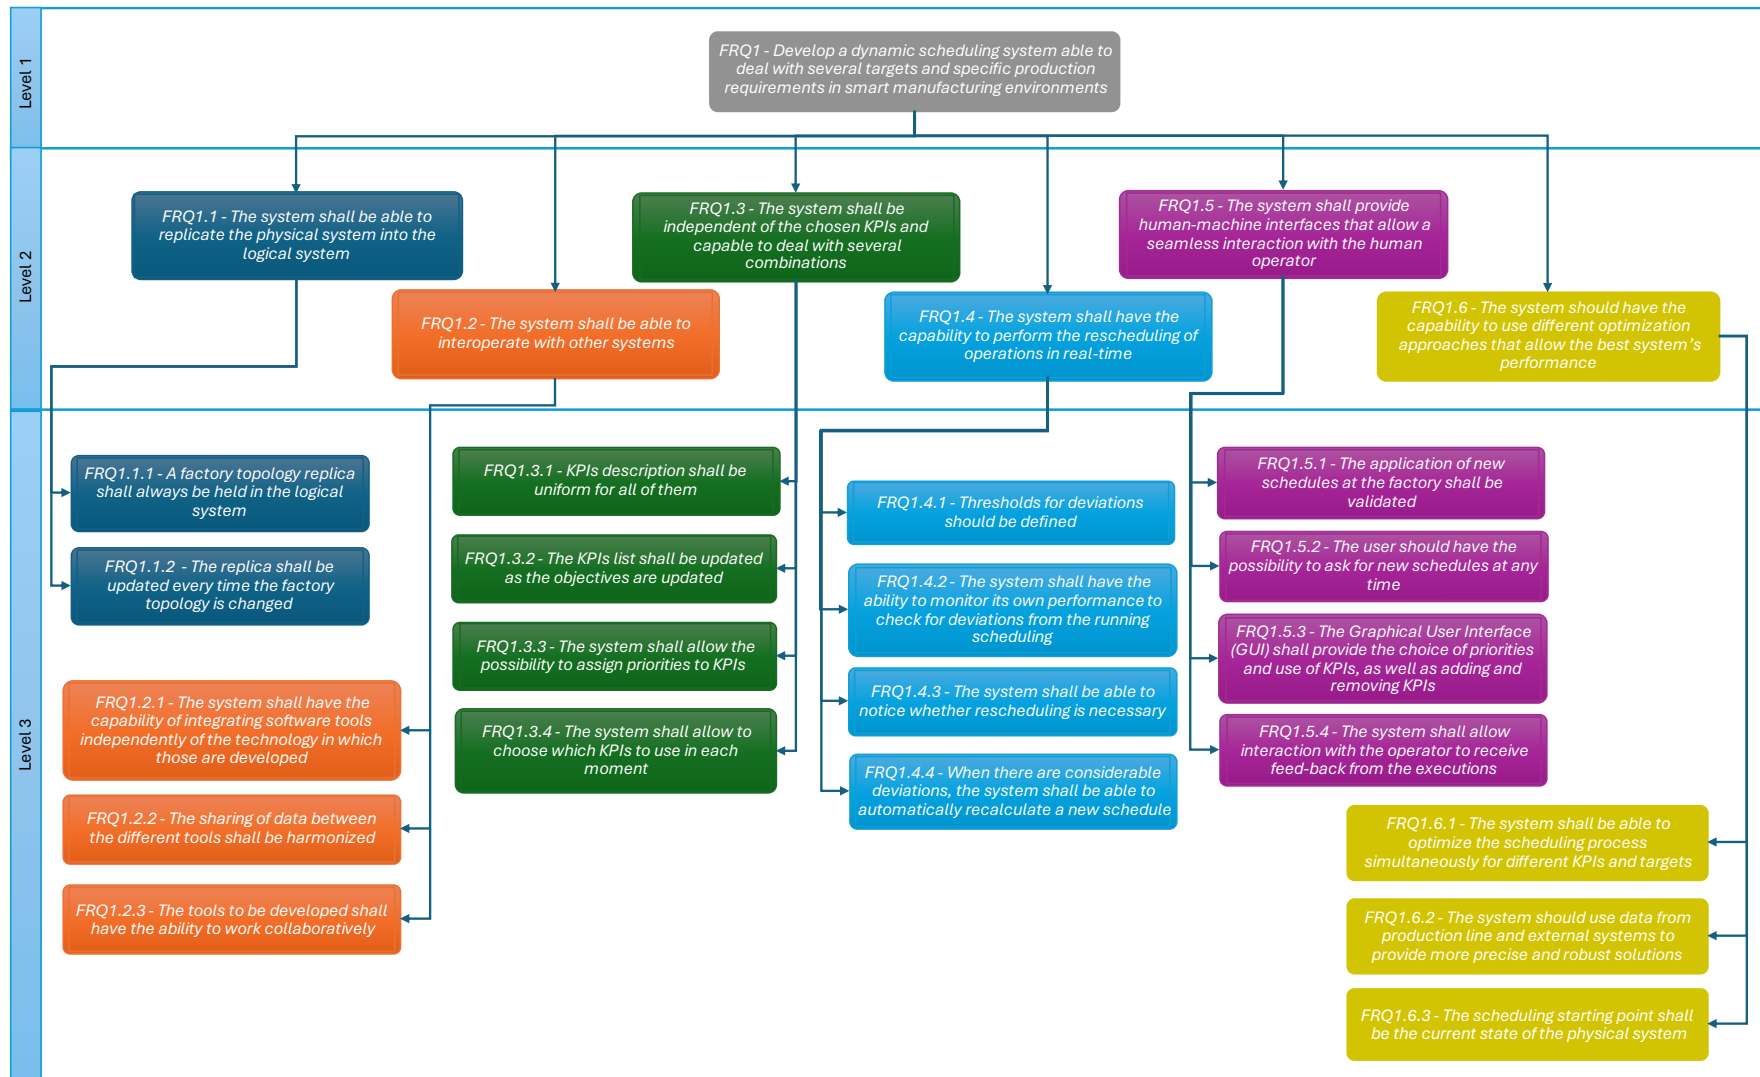 Level 1
FRQ1 - Develop a dynamic scheduling system able to
deal with several targets and specific production
requirements in smart manufacturing environments
Level 2
FRQ1.1 - The system shall be able to
replicate the physical system into the
logical system
FRQ1.2 - The system shall be able to
interoperate with other systems
FRQ1.3 - The system shall be
independent of the chosen KPIs and
capable to deal with several
combinations
FRQ1.4 - The system shall have the
capability to perform the rescheduling of
operations in real-time
FRQ1.5 - The system shall provide
human-machine interfaces that allow a
seamless interaction with the human
operator
FRQ1.6 - The system should have the
capability to use different optimization
approaches that allow the best system's
performance
Level 3
FRQ1.1.1 - A factory topology replica
shall always be held in the logical
system
FRQ1.1.2 - The replica shall be
updated every time the factory
topology is changed
FRQ1.2.1 - The system shall have the
capability of integrating software tools
independently of the technology in which
those are developed
FRQ1.2.2 - The sharing of data between
the different tools shall be harmonized
FRQ1.2.3 - The tools to be developed shall
have the ability to work collaboratively
FRQ1.3.1 - KPIs description shall be
uniform for all of them
FRQ1.3.2 - The KPIs list shall be updated
as the objectives are updated
FRQ1.3.3 - The system shall allow the
possibility to assign priorities to KPIs
FRQ1.3.4 - The system shall allow to
choose which KPIs to use in each
moment
FRQ1.4.1 - Thresholds for deviations
should be defined
FRQ1.4.2 - The system shall have the
ability to monitor its own performance to
check for deviations from the running
scheduling
FRQ1.4.3 - The system shall be able to
notice whether rescheduling is necessary
FRQ1.4.4 - When there are considerable
deviations, the system shall be able to
automatically recalculate a new schedule
FRQ1.5.1 - The application of new
schedules at the factory shall be
validated
FRQ1.5.2 - The user should have the
possibility to ask for new schedules at any
time
FRQ1.5.3 - The Graphical User Interface
(GUI) shall provide the choice of priorities
and use of KPIs, as well as adding and
removing KPIs
FRQ1.5.4 - The system shall allow
interaction with the operator to receive
feed-back from the executions
FRQ1.6.1 - The system shall be able to
optimize the scheduling process
simultaneously for different KPIs and targets
FRQ1.6.2 - The system should use data from
production line and external systems to
provide more precise and robust solutions
FRQ1.6.3 - The scheduling starting point shall
be the current state of the physical system